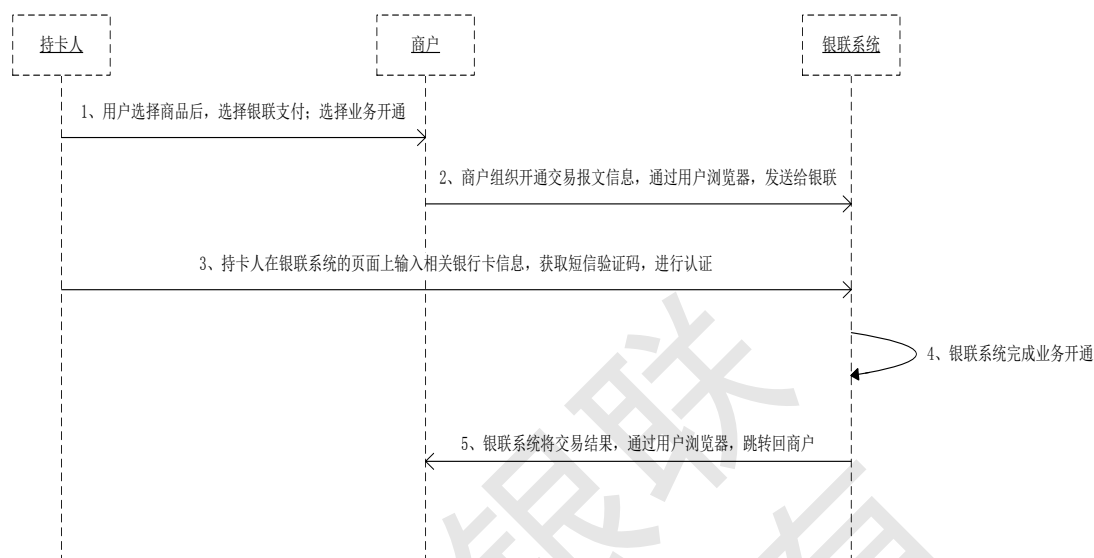 持卡人
商户
银联系统
1、用户选择商品后，选择银联支付；选择业务开通
2、商户组织开通交易报文信息，通过用户浏览器，发送给银联
3、持卡人在银联系统的页面上输入相关银行卡信息，获取短信验证码，进行认证
4、银联系统完成业务开通
5、银联系统将交易结果，通过用户浏览器，跳转回商户
银联
有